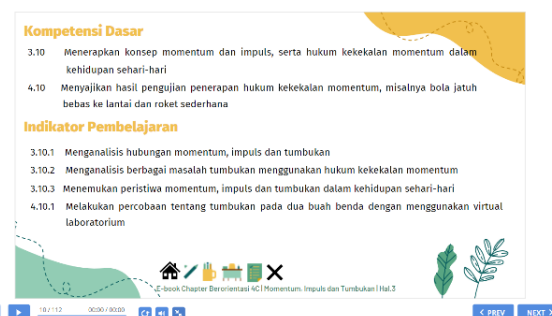 Kompetensi Dasar
3.10 Menerapkan konsep momentum dan impuls, serta hukum kekekalan momentum dalam
kehidupan sehari-hari
4.10 Menyajikan hasil pengujian penerapan hukum kekekalan momentum, misalnya bola jatuh
bebas ke lantai dan roket sederhana
Indikator Pembelajaran
3.10.1 Menganalisis hubungan momentum, impuls dan tumbukan
3.10.2 Menganalisis berbagai masalah tumbukan menggunakan hukum kekekalan momentum
3.10.3 Menemukan peristiwa momentum, impuls dan tumbukan dalam kehidupan sehari-hari
4.10.1 Melakukan percobaan tentang tumbukan pada dua buah benda dengan menggunakan virtual
laboratorium
E-book Chapter Berorientasi 4C | Momentum, Impuls dan Tumbukan | Hal.3
10 / 112 00:00 / 00:00 < PREV NEXT >